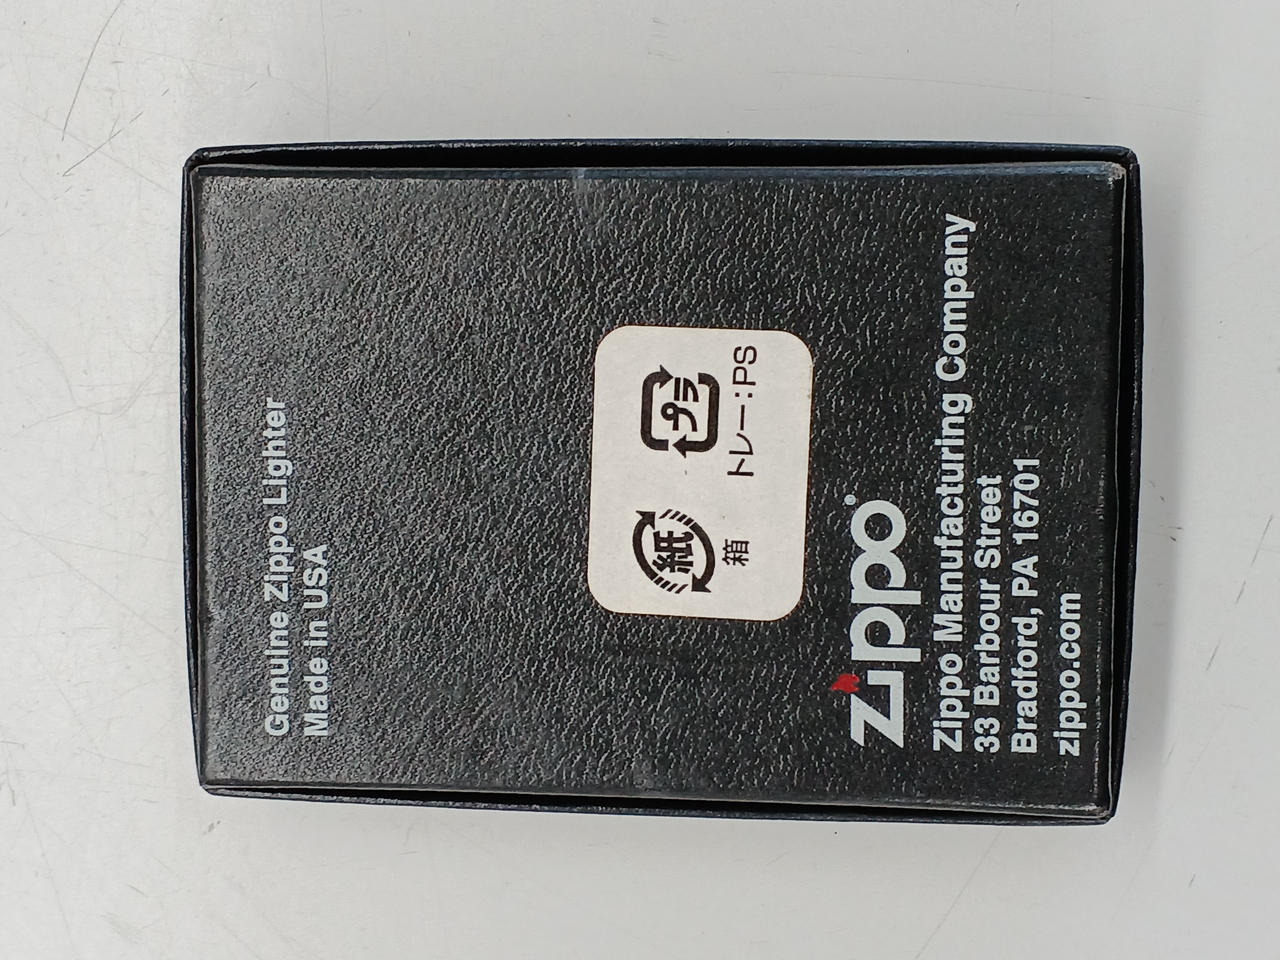 Genuine Zippo Lighter
Made in USA
紙 プラ
箱 トレー:PS
zippo®
Zippo Manufacturing Company
33 Barbour Street
Bradford, PA 16701
zippo.com